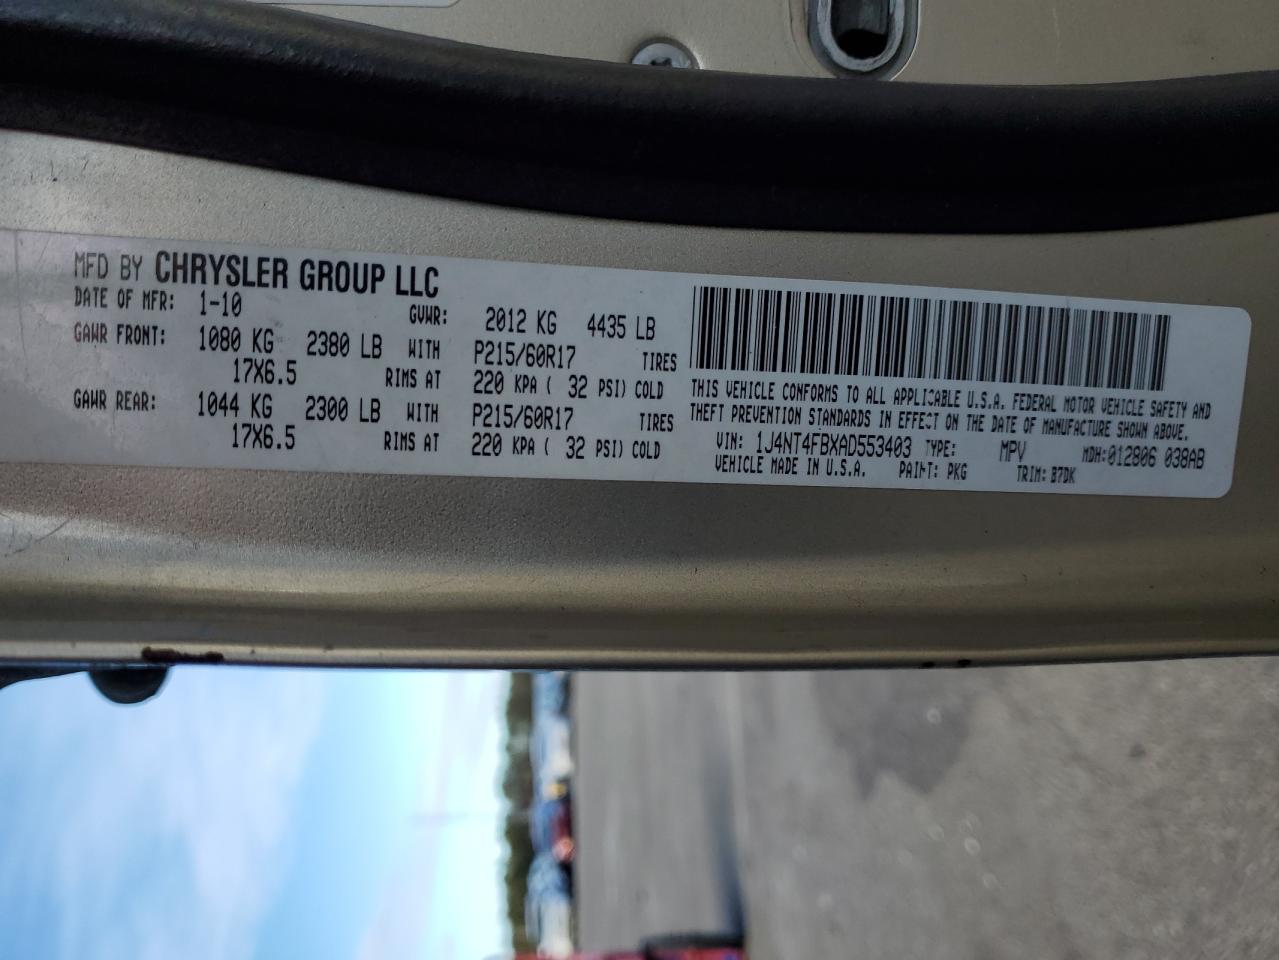 MFD BY CHRYSLER GROUP LLC
DATE OF MFR: 1-10 GVWR: 2012 KG 4435 LB
GAWR FRONT: 1080 KG 2380 LB WITH P215/60R17 TIRES
17X6.5 RIMS AT 220 KPA ( 32 PSI) COLD
GAWR REAR: 1044 KG 2300 LB WITH P215/60R17 TIRES
17X6.5 RIMS AT 220 KPA ( 32 PSI) COLD
THIS VEHICLE CONFORMS TO ALL APPLICABLE U.S.A. FEDERAL MOTOR VEHICLE SAFETY AND
THEFT PREVENTION STANDARDS IN EFFECT ON THE DATE OF MANUFACTURE SHOWN ABOVE.
VIN: 1J4NT4FBXAD553403 TYPE: MPV MDH:012806 038AB
VEHICLE MADE IN U.S.A. PAINT: PKG TRIM: B7DK